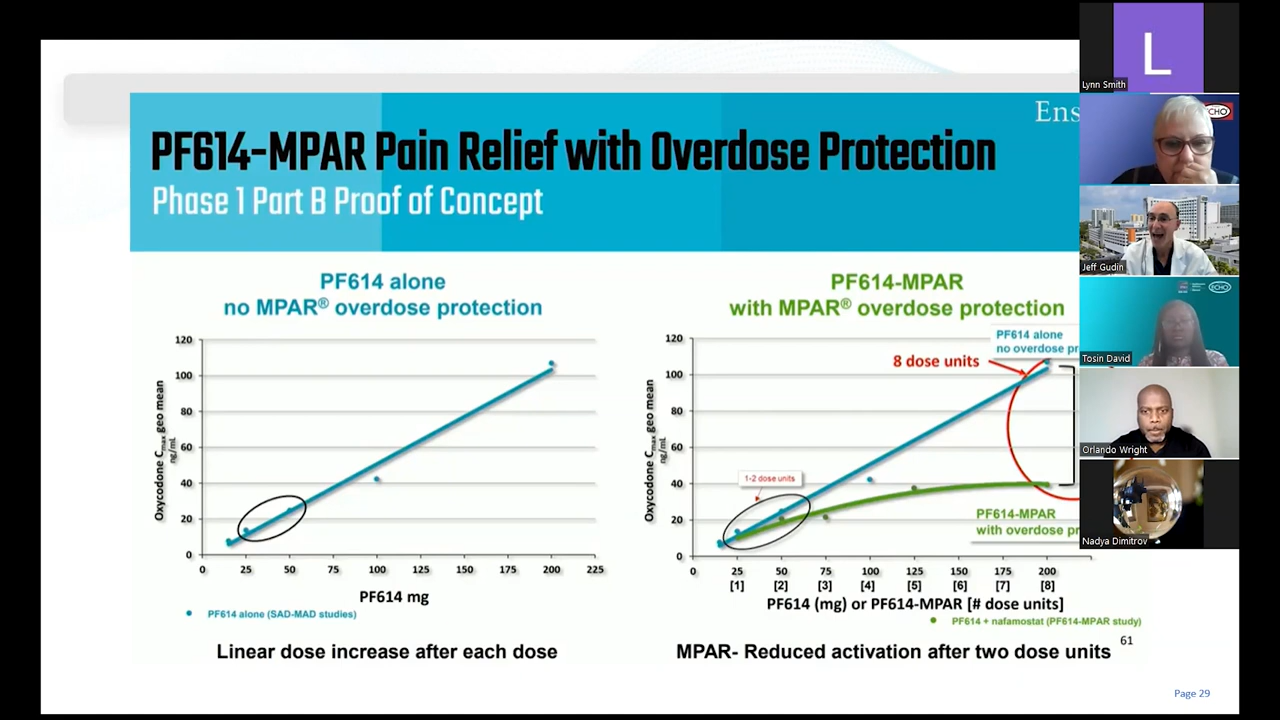 Ens
PF614-MPAR Pain Relief with Overdose Protection
Phase 1 Part B Proof of Concept
PF614 alone
no MPAR® overdose protection
Oxycodone Cmax geo mean
ng/mL
120
100
80
60
40
20
0
0 25 50 75 100 125 150 175 200 225
PF614 mg
PF614 alone (SAD-MAD studies)
Linear dose increase after each dose
PF614-MPAR
with MPAR® overdose protection
PF614 alone
no overdose pr
8 dose units
1-2 dose units
Oxycodone Cmax geo mean
ng/mL
120
100
80
60
40
20
0
PF614-MPAR
with overdose pr
0 25 50 75 100 125 150 175 200
[1] [2] [3] [4] [5] [6] [7] [8]
PF614 (mg) or PF614-MPAR [# dose units]
PF614 + nafamostat (PF614-MPAR study)
MPAR- Reduced activation after two dose units
61
Page 29
L
Lynn Smith
ECHO
Jeff Gudin
ECHO
Tosin David
Orlando Wright
Nadya Dimitrov